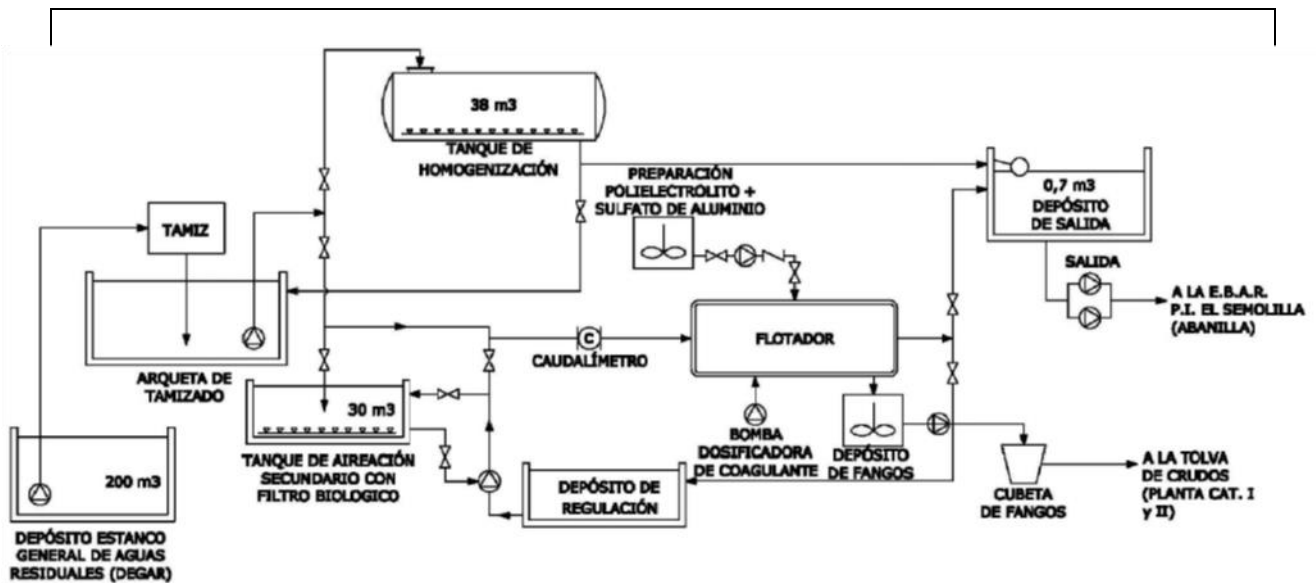 38 m3
TANQUE DE
HOMOGENIZACIÓN
PREPARACIÓN
POLIELECTRÓLITO +
SULFATO DE ALUMINIO
0,7 m3
DEPÓSITO
DE SALIDA
TAMIZ
SALIDA
A LA E.B.A.R.
P.I. EL SEMOLILLA
(ABANILLA)
C
CAUDALÍMETRO
FLOTADOR
ARQUETA DE
TAMIZADO
30 m3
TANQUE DE AIREACIÓN
SECUNDARIO CON
FILTRO BIOLOGICO
BOMBA
DOSIFICADORA
DE COAGULANTE
DEPÓSITO
DE FANGOS
200 m3
DEPÓSITO ESTANCO
GENERAL DE AGUAS
RESIDUALES (DEGAR)
DEPÓSITO DE
REGULACIÓN
CUBETA
DE FANGOS
A LA TOLVA
DE CRUDOS
(PLANTA CAT. I
y II)